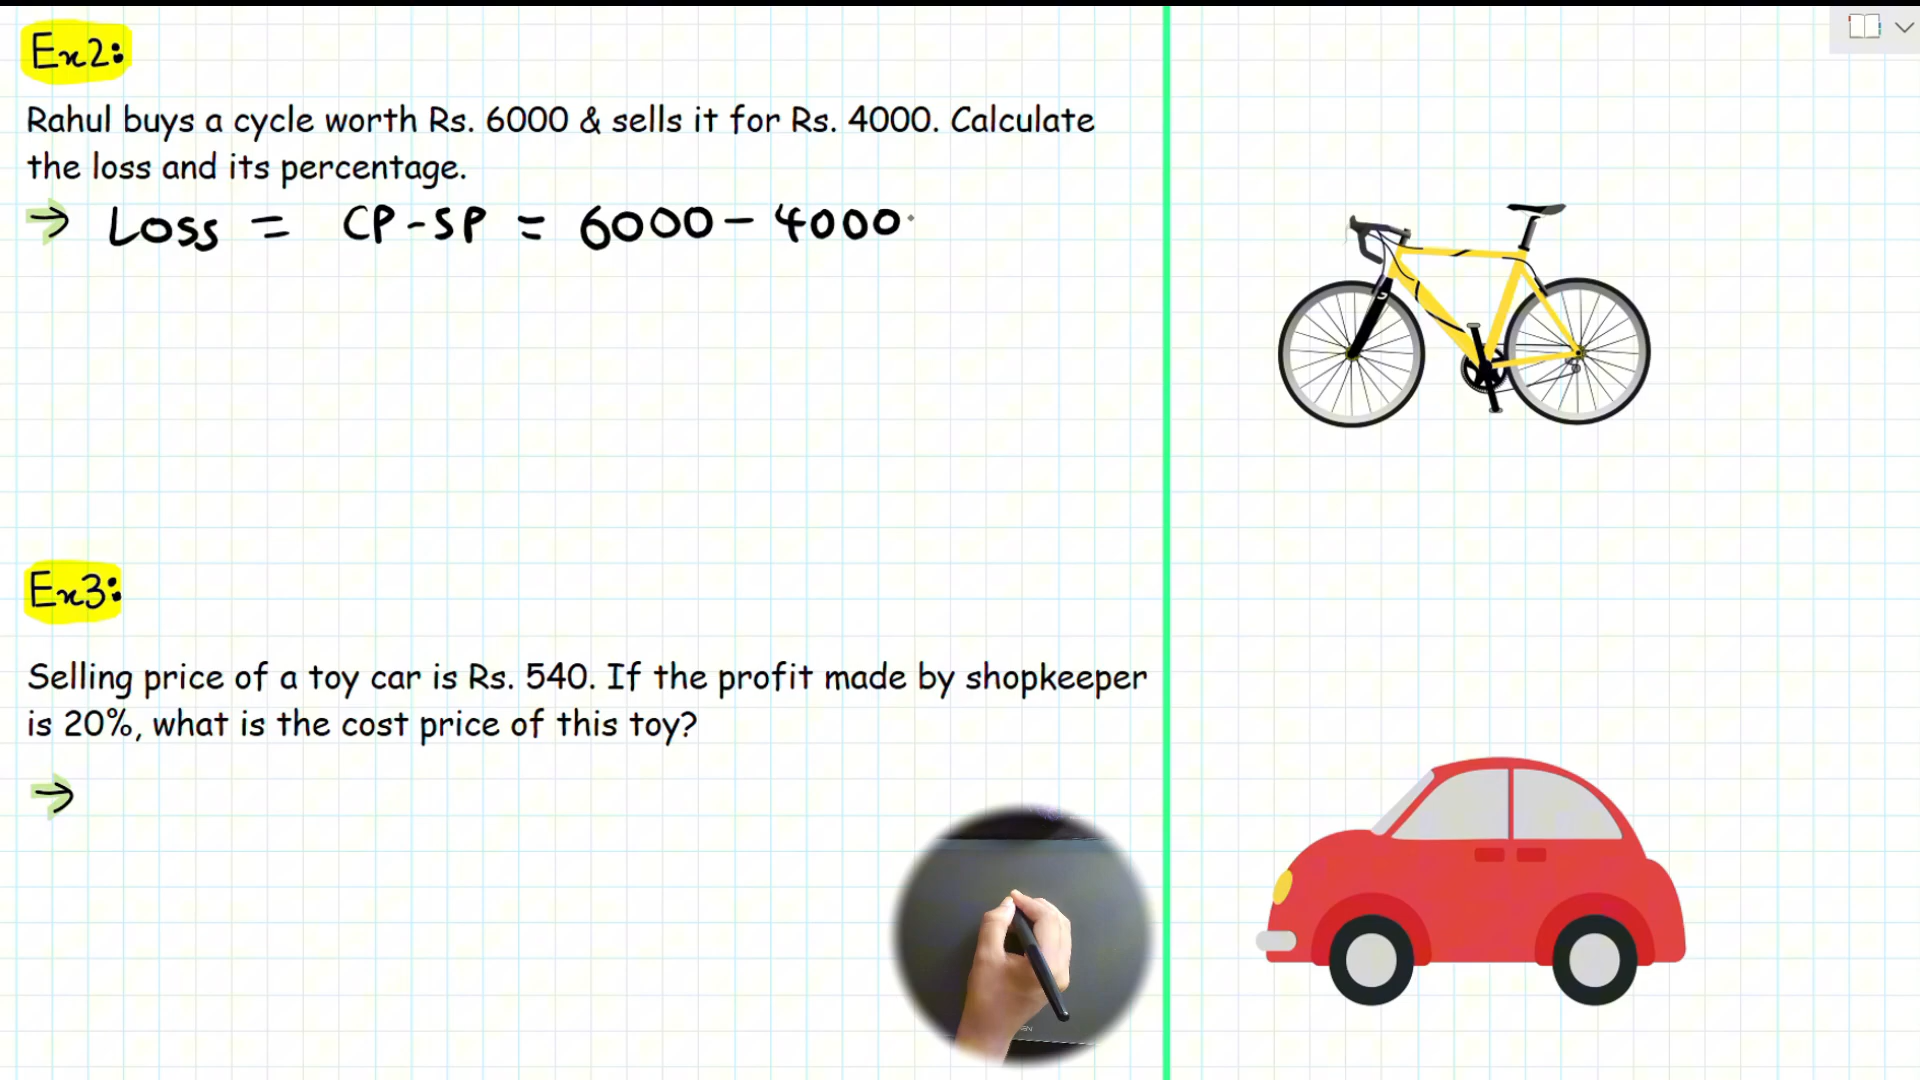 Ex2:
Rahul buys a cycle worth Rs. 6000 & sells it for Rs. 4000. Calculate
the loss and its percentage.
→ Loss = CP-SP = 6000 - 4000
Ex3:
Selling price of a toy car is Rs. 540. If the profit made by shopkeeper
is 20%, what is the cost price of this toy?
→